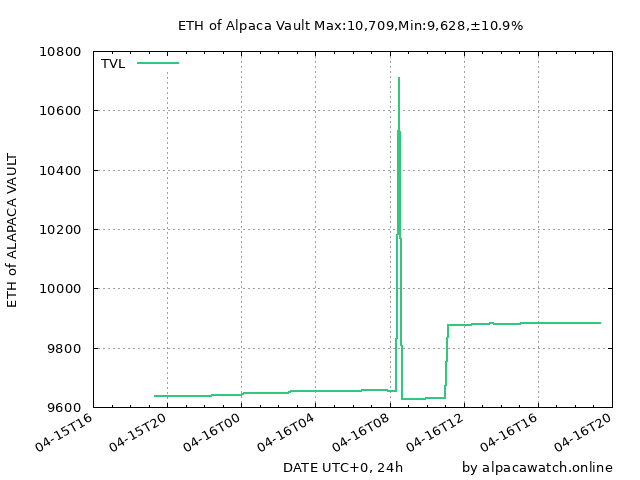 ETH of Alpaca Vault Max:10,709,Min:9,628,±10.9%
TVL
10800
10600
10400
10200
10000
9800
9600
ETH of ALAPACA VAULT
04-15T16
04-15T20
04-16T00
04-16T04
04-16T08
04-16T12
04-16T16
04-16T20
DATE UTC+0, 24h
by alpacawatch.online